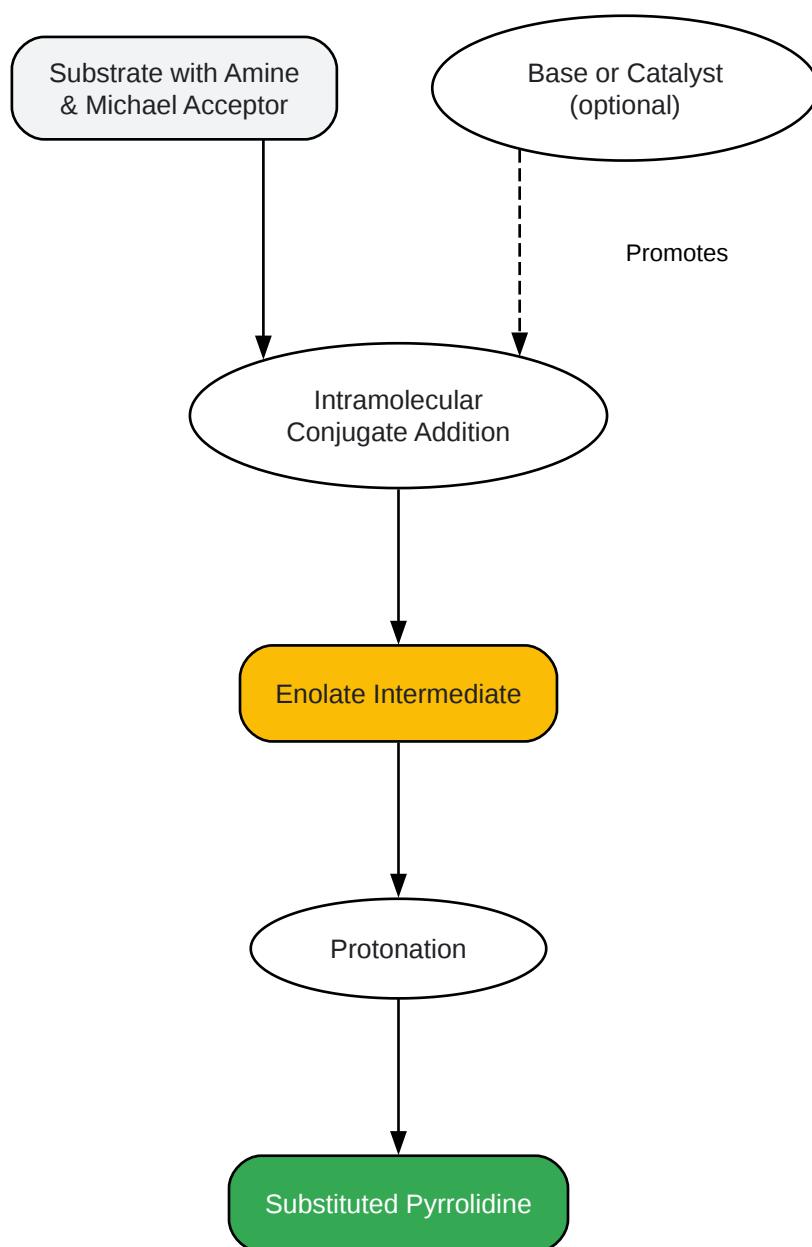 Substrate with Amine
& Michael Acceptor
Base or Catalyst
(optional)
Promotes
Intramolecular
Conjugate Addition
Enolate Intermediate
Protonation
Substituted Pyrrolidine